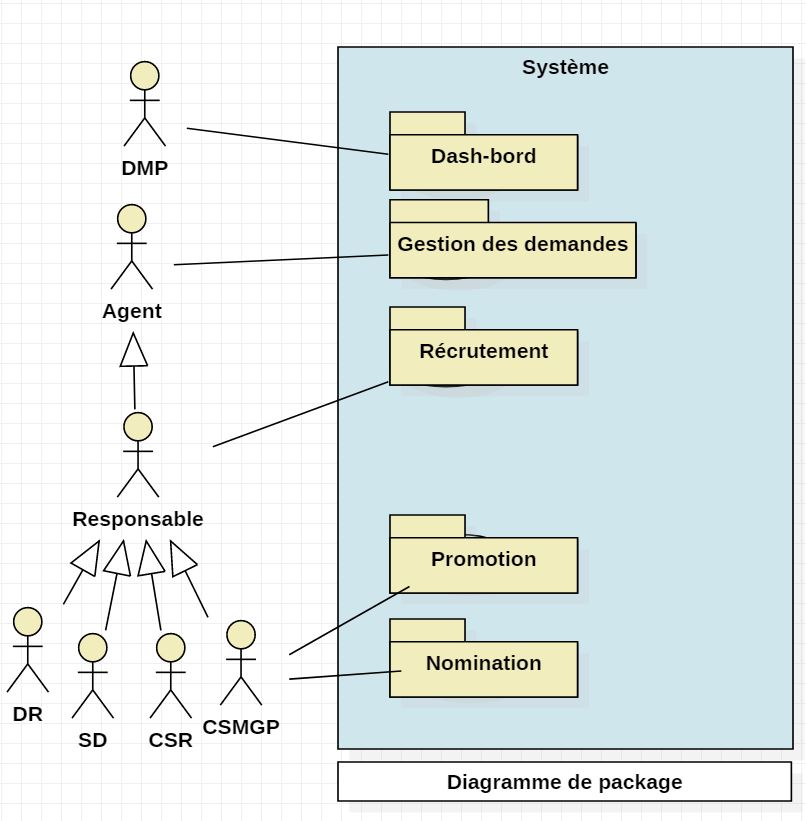 Système
DMP
Dash-bord
Agent
Gestion des demandes
Récrutement
Responsable
Promotion
Nomination
DR
SD
CSR
CSMGP
Diagramme de package